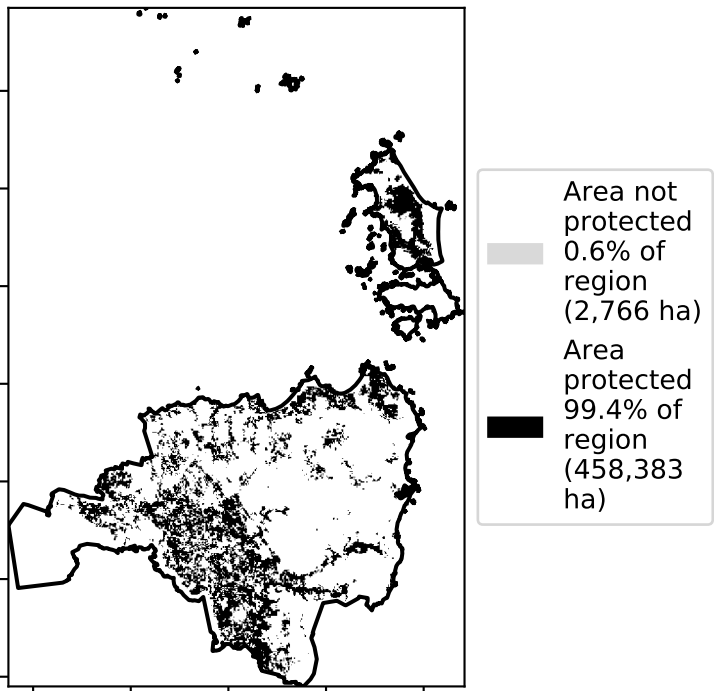 Area not
protected
0.6% of
region
(2,766 ha)
Area
protected
99.4% of
region
(458,383
ha)